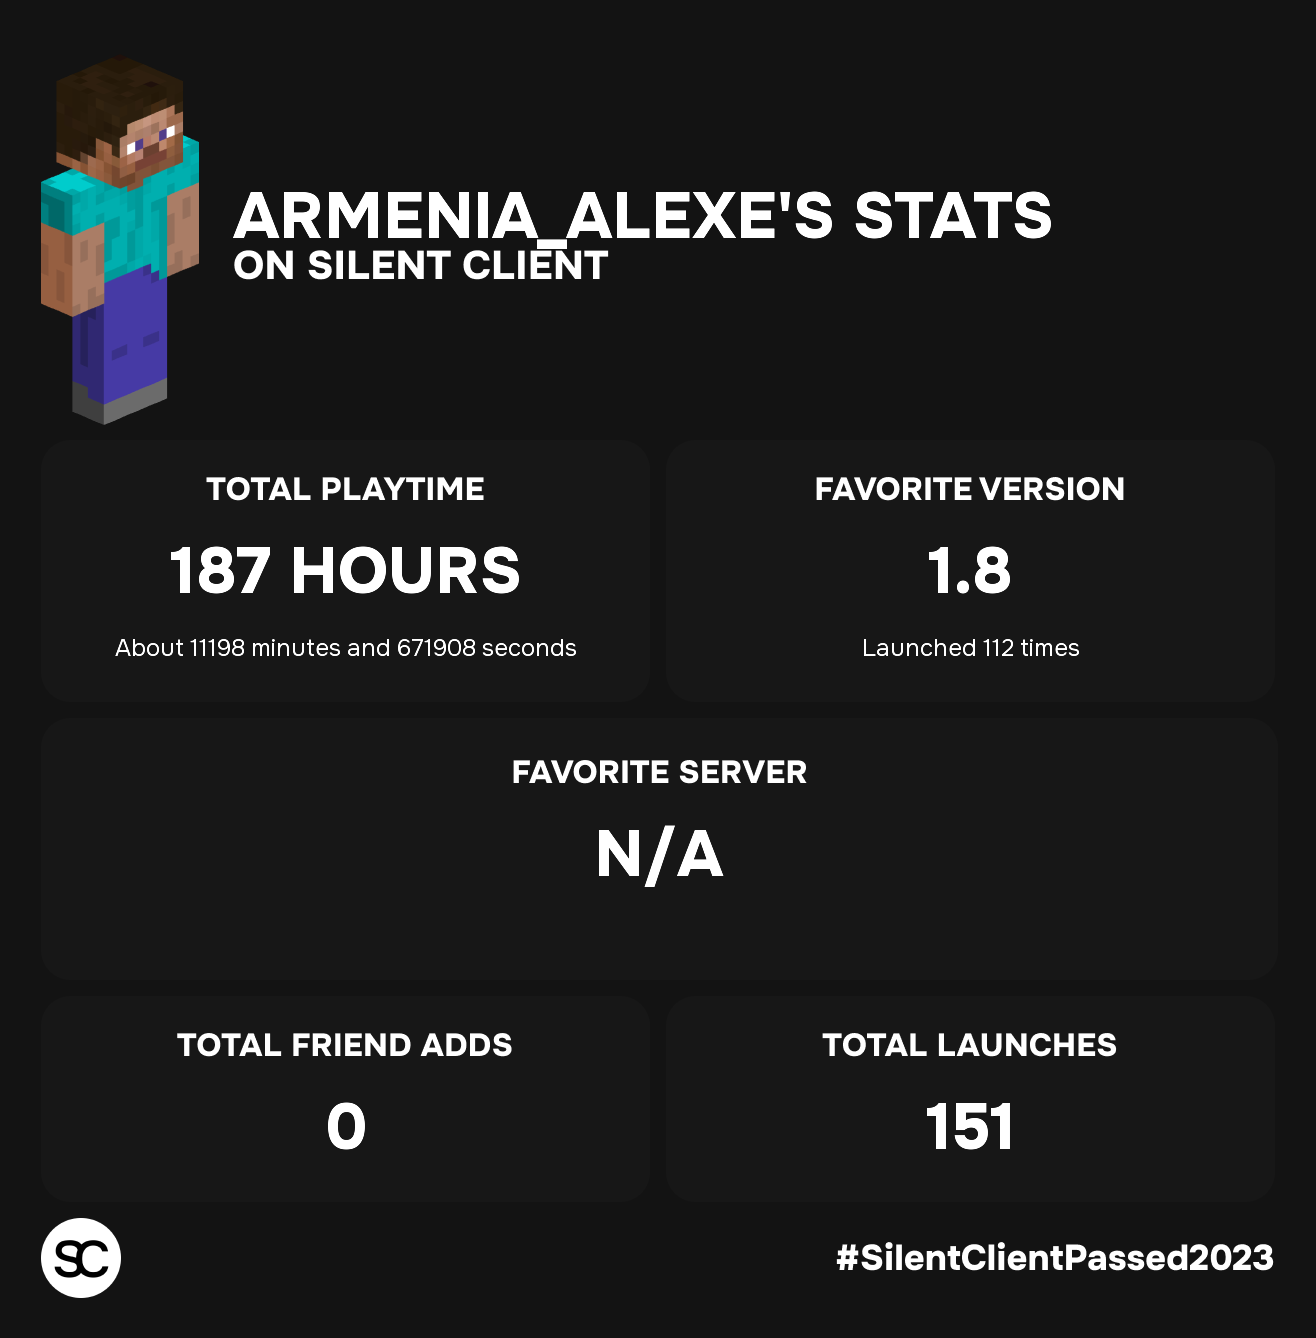 ARMENIA_ALEXE'S STATS
ON SILENT CLIENT
TOTAL PLAYTIME
187 HOURS
About 11198 minutes and 671908 seconds
FAVORITE VERSION
1.8
Launched 112 times
FAVORITE SERVER
N/A
TOTAL FRIEND ADDS
0
TOTAL LAUNCHES
151
SC
#SilentClientPassed2023